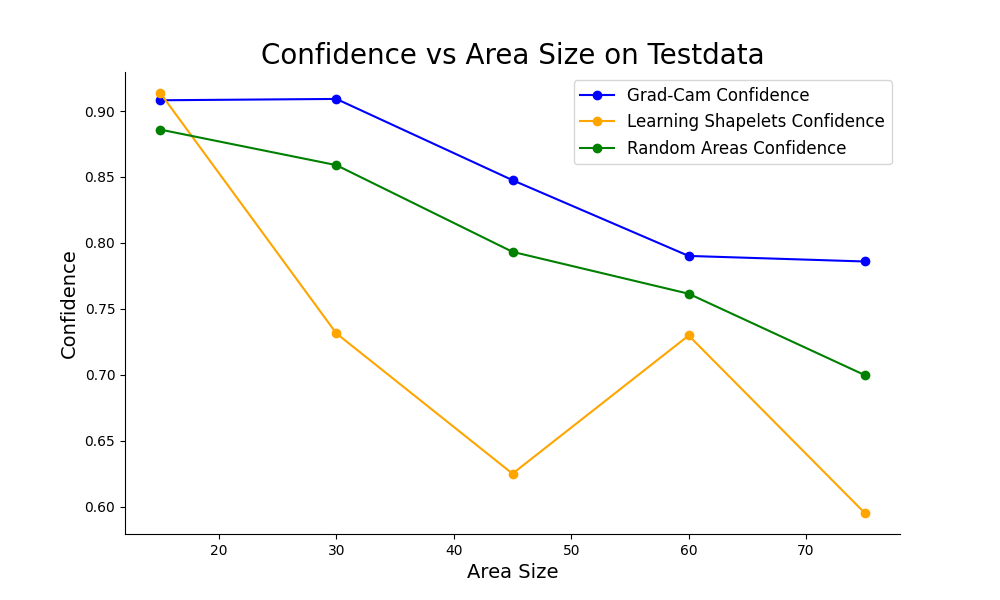 Confidence vs Area Size on Testdata
Grad-Cam Confidence
Learning Shapelets Confidence
Random Areas Confidence
Confidence
0.90
0.85
0.80
0.75
0.70
0.65
0.60
20 30 40 50 60 70
Area Size